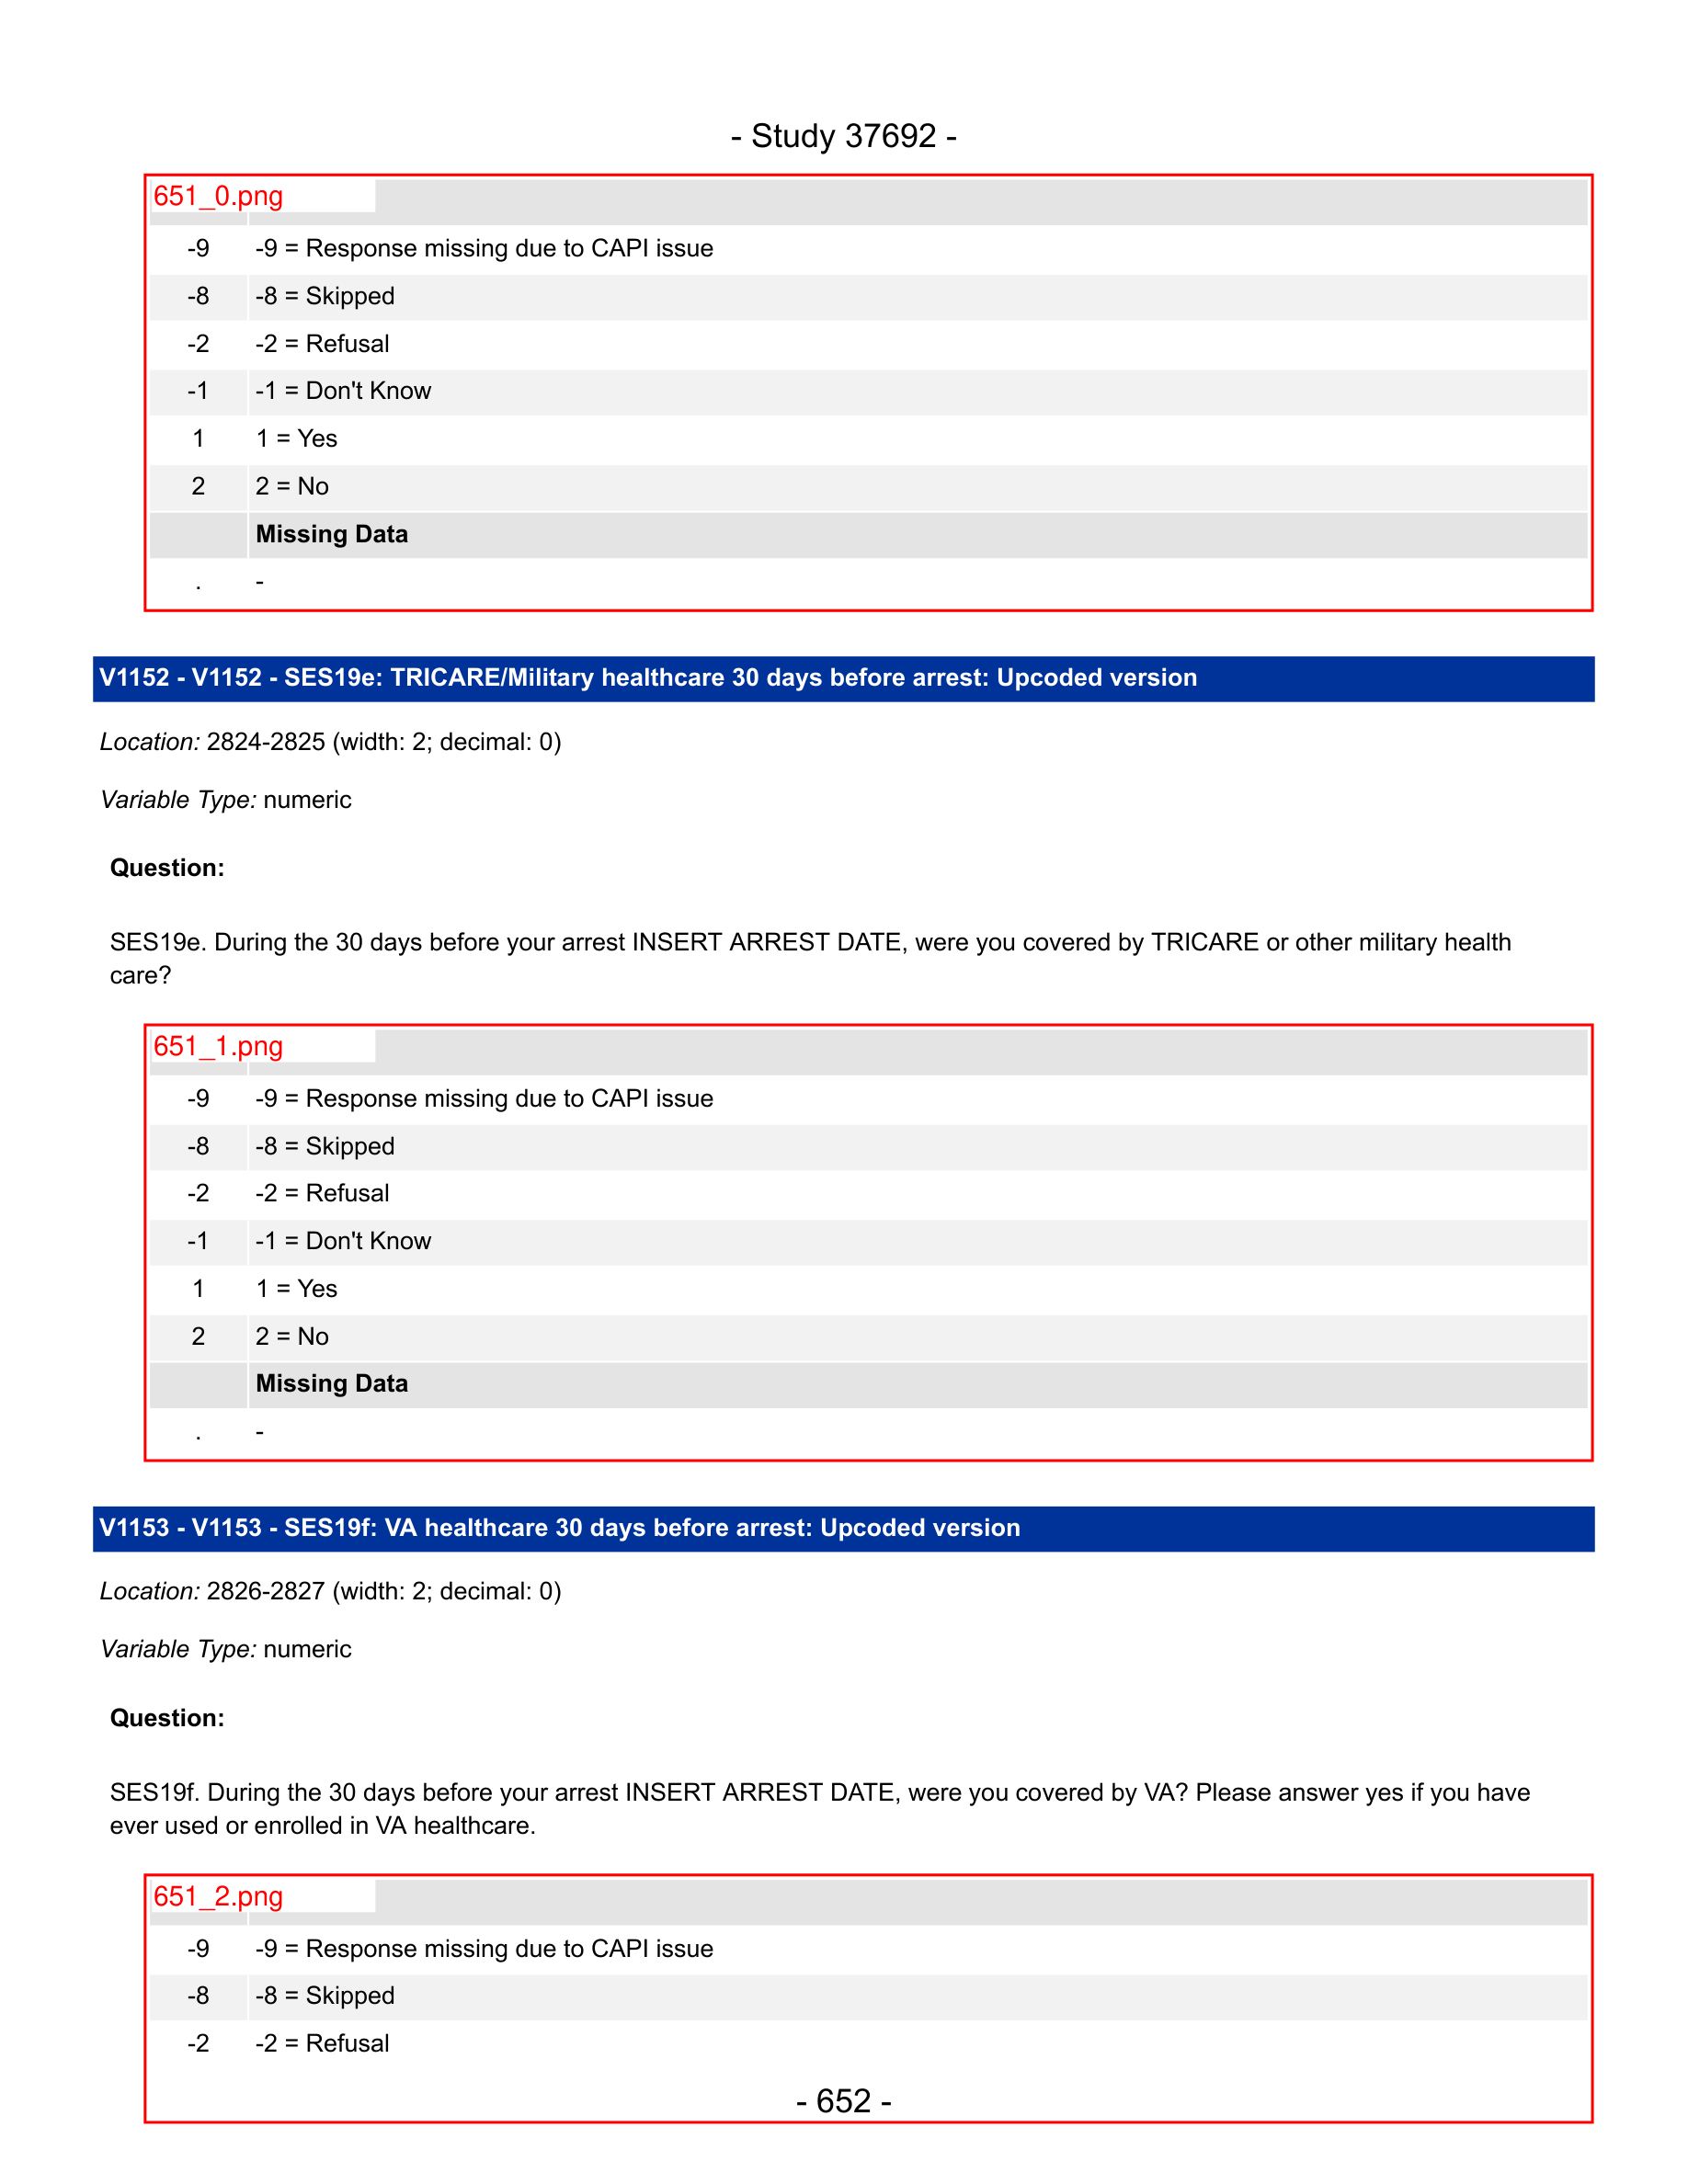 - Study 37692 -
651_0.png
-9 -9 = Response missing due to CAPI issue
-8 -8 = Skipped
-2 -2 = Refusal
-1 -1 = Don't Know
1 1 = Yes
2 2 = No
Missing Data
. -
V1152 - V1152 - SES19e: TRICARE/Military healthcare 30 days before arrest: Upcoded version
Location: 2824-2825 (width: 2; decimal: 0)
Variable Type: numeric
Question:
SES19e. During the 30 days before your arrest INSERT ARREST DATE, were you covered by TRICARE or other military health
care?
651_1.png
-9 -9 = Response missing due to CAPI issue
-8 -8 = Skipped
-2 -2 = Refusal
-1 -1 = Don't Know
1 1 = Yes
2 2 = No
Missing Data
. -
V1153 - V1153 - SES19f: VA healthcare 30 days before arrest: Upcoded version
Location: 2826-2827 (width: 2; decimal: 0)
Variable Type: numeric
Question:
SES19f. During the 30 days before your arrest INSERT ARREST DATE, were you covered by VA? Please answer yes if you have
ever used or enrolled in VA healthcare.
651_2.png
-9 -9 = Response missing due to CAPI issue
-8 -8 = Skipped
-2 -2 = Refusal
- 652 -